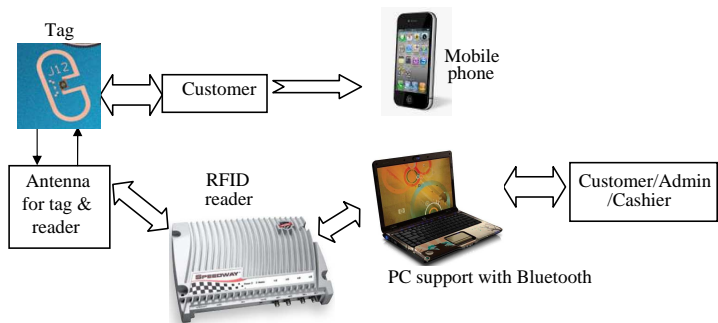 Tag
J12
Customer
Mobile
phone
Antenna
for tag &
reader
RFID
reader
SPEEDWAY
Customer/Admin
/Cashier
PC support with Bluetooth